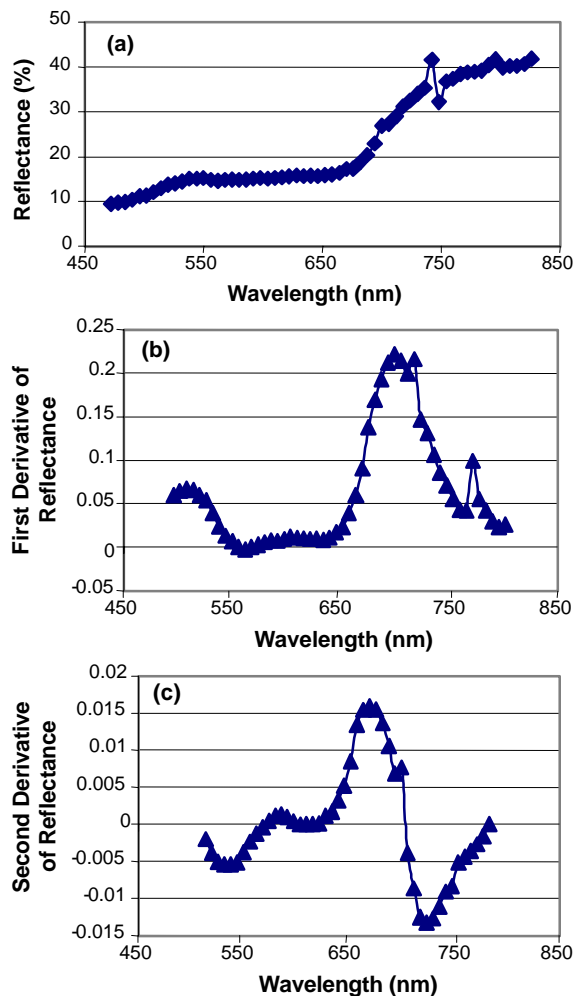 (a)
50
40
30
20
10
0
Reflectance (%)
450 550 650 750 850
Wavelength (nm)
(b)
0.25
0.2
0.15
0.1
0.05
0
-0.05
First Derivative of
Reflectance
450 550 650 750 850
Wavelength (nm)
(c)
0.02
0.015
0.01
0.005
0
-0.005
-0.01
-0.015
Second Derivative
of Reflectance
450 550 650 750 850
Wavelength (nm)